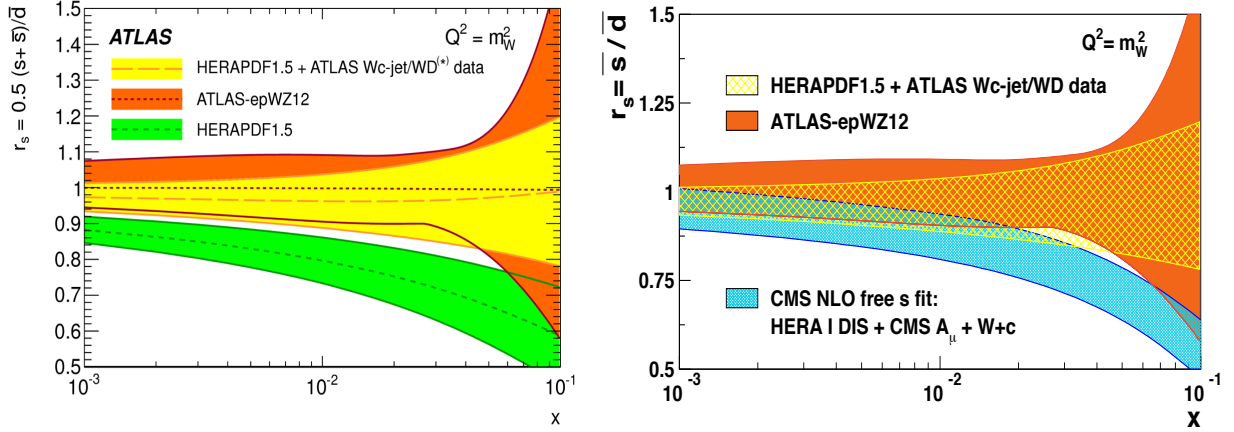 r_s = 0.5 (s+ s̅)/d̅
1.5
1.4
1.3
1.2
1.1
1
0.9
0.8
0.7
0.6
0.5
ATLAS
Q² = m_W²
HERAPDF1.5 + ATLAS Wc-jet/WD^(*) data
ATLAS-epWZ12
HERAPDF1.5
10⁻³
10⁻²
10⁻¹
x
r_s = s̅ / d̅
1.5
1.25
1
0.75
0.5
Q² = m_W²
HERAPDF1.5 + ATLAS Wc-jet/WD data
ATLAS-epWZ12
CMS NLO free s fit:
HERA I DIS + CMS A_μ + W+c
10⁻³
10⁻²
10⁻¹
x